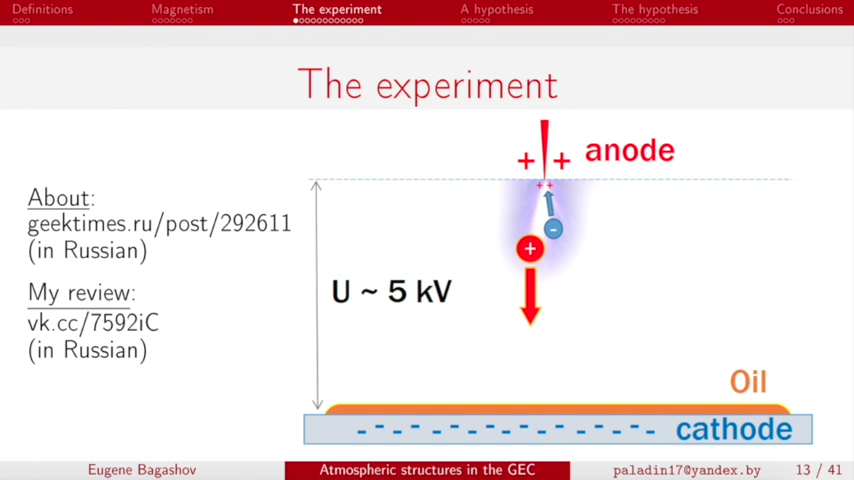 Definitions
Magnetism
The experiment
A hypothesis
The hypothesis
Conclusions
The experiment
About:
geektimes.ru/post/292611
(in Russian)
My review:
vk.cc/7592iC
(in Russian)
+ + anode
+ +
-
+
U ~ 5 kV
Oil
- - - - - - - - - - - - - cathode
Eugene Bagashov
Atmospheric structures in the GEC
paladin17@yandex.by
13 / 41